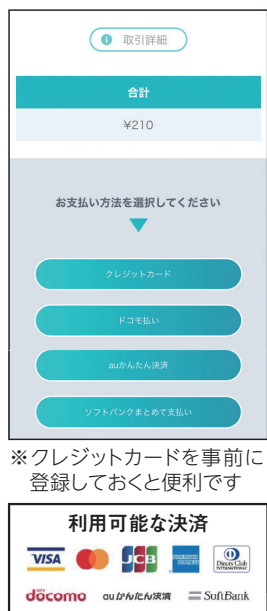 取引詳細
合計
¥210
お支払い方法を選択してください
クレジットカード
ドコモ払い
auかんたん決済
ソフトバンクまとめて支払い
※クレジットカードを事前に
登録しておくと便利です
利用可能な決済
VISA JCB AMERICAN EXPRESS Diners Club INTERNATIONAL
NTT docomo auかんたん決済 SoftBank